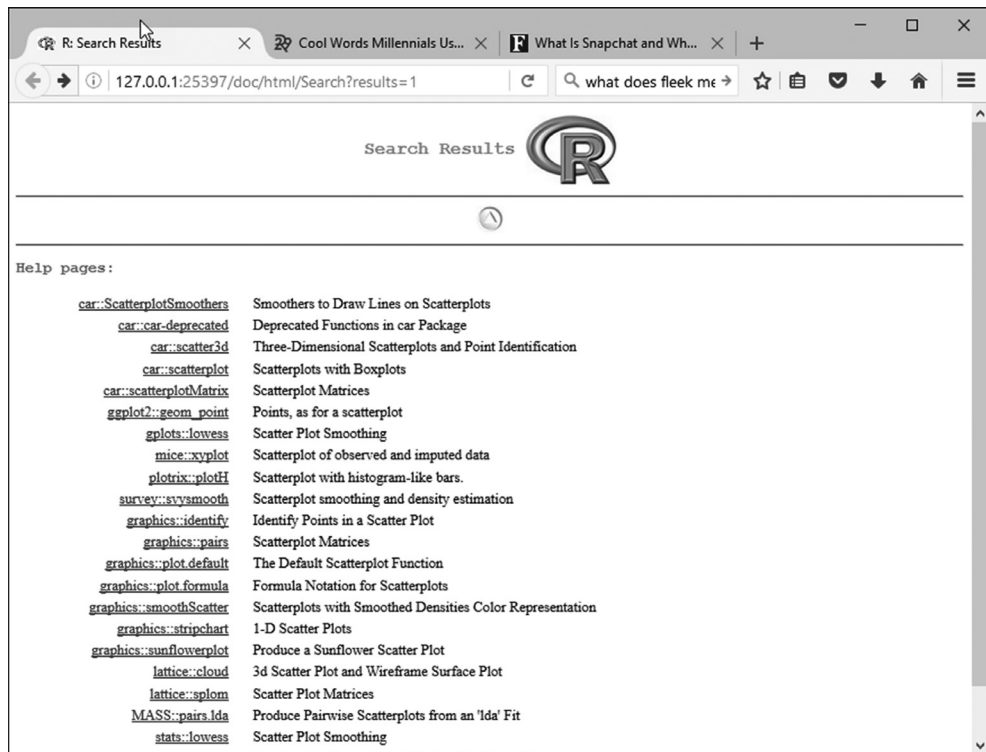 R: Search Results
Cool Words Millennials Us...
What Is Snapchat and Wh...
127.0.0.1:25397/doc/html/Search?results=1
what does fleek me
Search Results R
Help pages:
car::ScatterplotSmoothers Smoothers to Draw Lines on Scatterplots
car::car-deprecated Deprecated Functions in car Package
car::scatter3d Three-Dimensional Scatterplots and Point Identification
car::scatterplot Scatterplots with Boxplots
car::scatterplotMatrix Scatterplot Matrices
ggplot2::geom_point Points, as for a scatterplot
gplots::lowess Scatter Plot Smoothing
mice::xyplot Scatterplot of observed and imputed data
plotrix::plotH Scatterplot with histogram-like bars.
survey::svysmooth Scatterplot smoothing and density estimation
graphics::identify Identify Points in a Scatter Plot
graphics::pairs Scatterplot Matrices
graphics::plot.default The Default Scatterplot Function
graphics::plot.formula Formula Notation for Scatterplots
graphics::smoothScatter Scatterplots with Smoothed Densities Color Representation
graphics::stripchart 1-D Scatter Plots
graphics::sunflowerplot Produce a Sunflower Scatter Plot
lattice::cloud 3d Scatter Plot and Wireframe Surface Plot
lattice::splom Scatter Plot Matrices
MASS::pairs.lda Produce Pairwise Scatterplots from an 'lda' Fit
stats::lowess Scatter Plot Smoothing